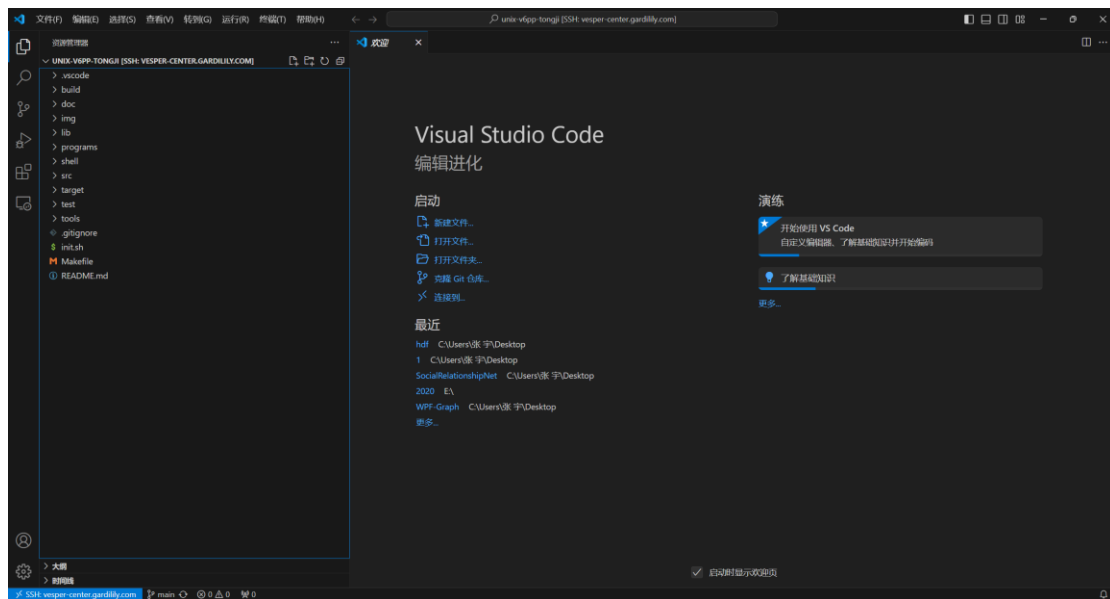 文件(F) 编辑(E) 选择(S) 查看(V) 转到(G) 运行(R) 终端(T) 帮助(H)
unix-v6pp-tongji [SSH: vesper-center.gardilily.com]
资源管理器
欢迎
UNIX-V6PP-TONGJI [SSH: VESPER-CENTER.GARDILILY.COM]
.vscode
build
doc
img
lib
programs
shell
src
target
test
tools
.gitignore
init.sh
Makefile
README.md
大纲
时间线
Visual Studio Code
编辑进化
启动
新建文件...
打开文件...
打开文件夹...
克隆 Git 仓库...
连接到...
最近
hdf C:\Users\张 宇\Desktop
1 C:\Users\张 宇\Desktop
SocialRelationshipNet C:\Users\张 宇\Desktop
2020 E:\
WPF-Graph C:\Users\张 宇\Desktop
更多...
演练
开始使用 VS Code
自定义编辑器、了解基础知识并开始编码
了解基础知识
更多...
启动时显示欢迎页
SSH: vesper-center.gardilily.com main 0 0 0